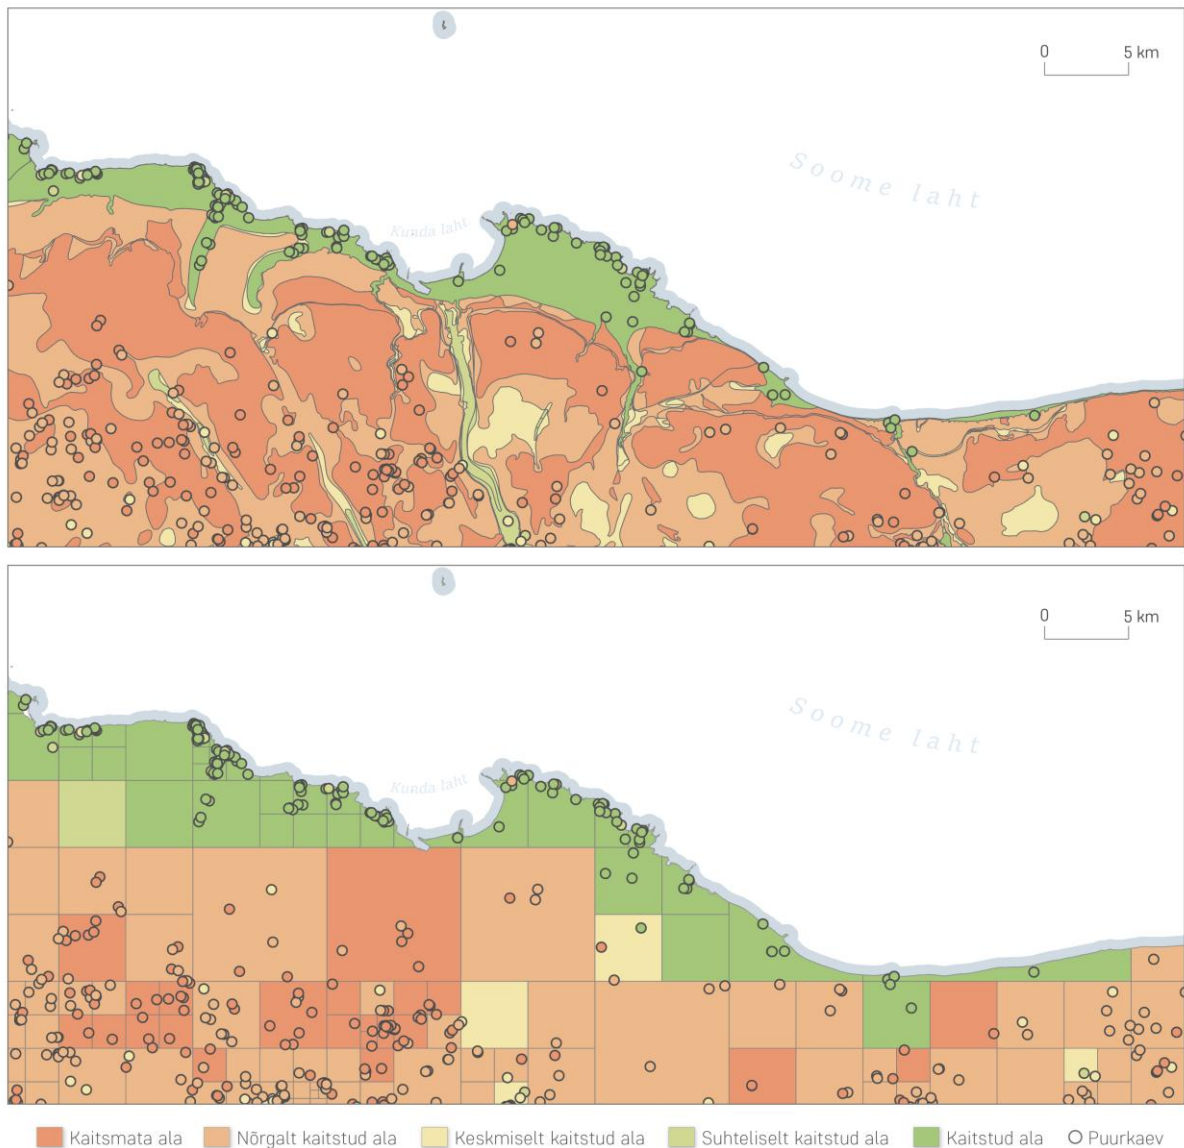 0 5 km
Soome laht
Kunda laht
0 5 km
Soome laht
Kunda laht
Kaitsmata ala Nõrgalt kaitstud ala Keskmiselt kaitstud ala Suhteliselt kaitstud ala Kaitstud ala Puurkaev